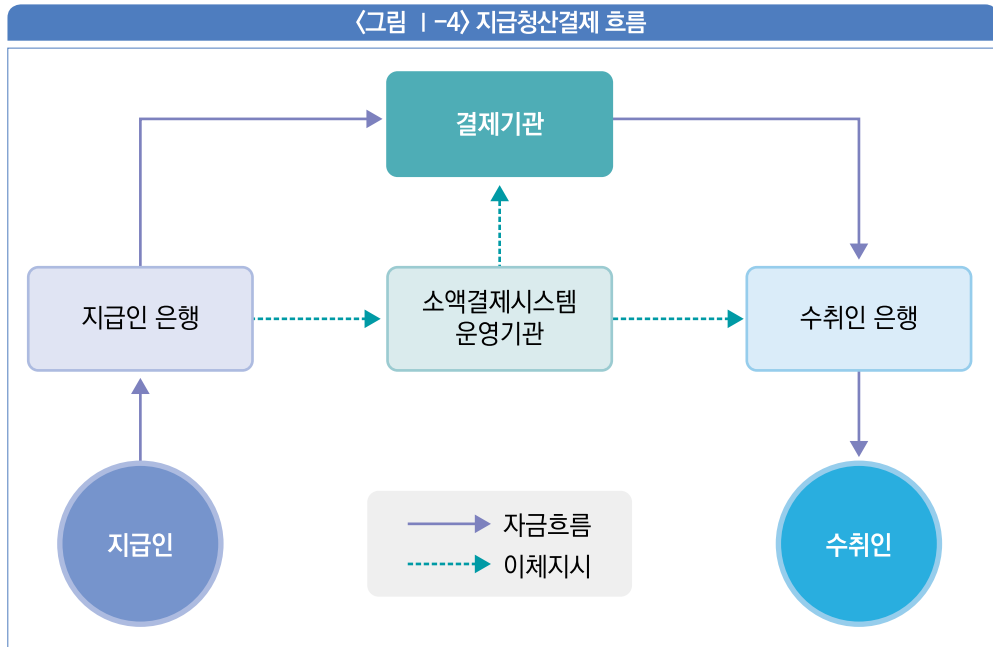 〈그림 Ⅰ-4〉 지급청산결제 흐름
결제기관
지급인 은행
소액결제시스템
운영기관
수취인 은행
지급인
자금흐름
이체지시
수취인